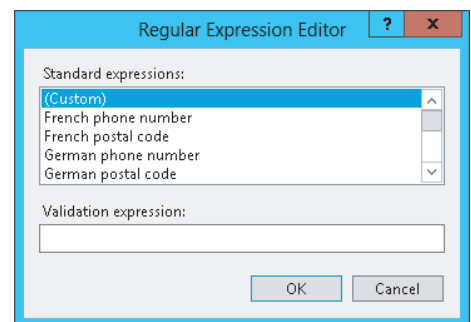 Regular Expression Editor
?
x
Standard expressions:
(Custom)
French phone number
French postal code
German phone number
German postal code
Validation expression:
OK
Cancel